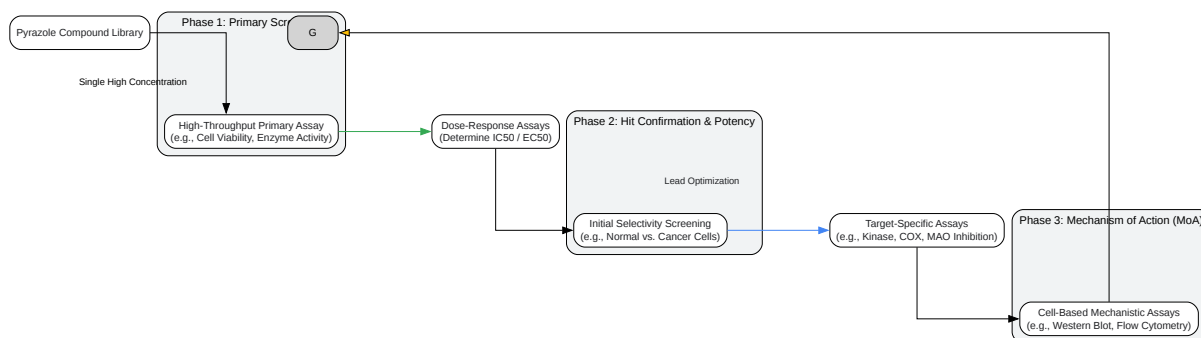 Pyrazole Compound Library
Phase 1: Primary Scr
G
Single High Concentration
High-Throughput Primary Assay
(e.g., Cell Viability, Enzyme Activity)
Dose-Response Assays
(Determine IC50 / EC50)
Phase 2: Hit Confirmation & Potency
Lead Optimization
Initial Selectivity Screening
(e.g., Normal vs. Cancer Cells)
Target-Specific Assays
(e.g., Kinase, COX, MAO Inhibition)
Phase 3: Mechanism of Action (MoA)
Cell-Based Mechanistic Assays
(e.g., Western Blot, Flow Cytometry)